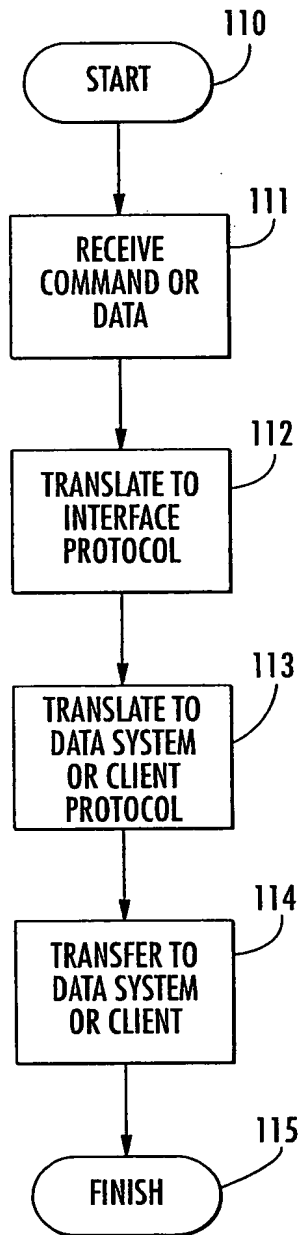 110
START
111
RECEIVE
COMMAND OR
DATA
112
TRANSLATE TO
INTERFACE
PROTOCOL
113
TRANSLATE TO
DATA SYSTEM
OR CLIENT
PROTOCOL
114
TRANSFER TO
DATA SYSTEM
OR CLIENT
115
FINISH